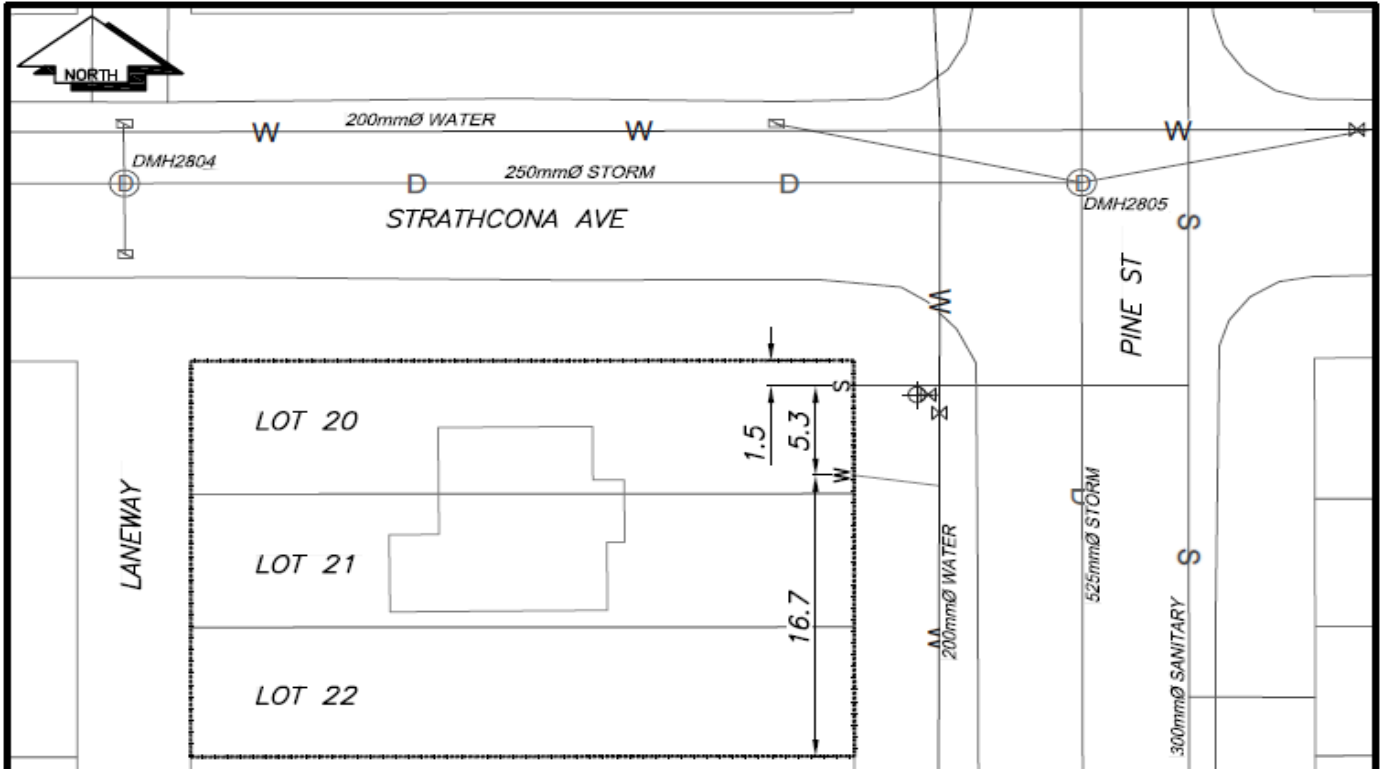 NORTH
200mmØ WATER
W
W
W
DMH2804
D
250mmØ STORM
D
D
D
DMH2805
STRATHCONA AVE
S
W
PINE ST
LOT 20
S
1.5
5.3
W
LANEWAY
LOT 21
D
525mmØ STORM
200mmØ WATER
S
16.7
W
300mmØ SANITARY
LOT 22